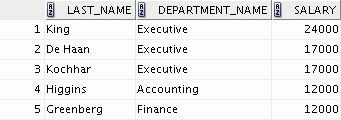 LAST_NAME DEPARTMENT_NAME SALARY
1 King Executive 24000
2 De Haan Executive 17000
3 Kochhar Executive 17000
4 Higgins Accounting 12000
5 Greenberg Finance 12000